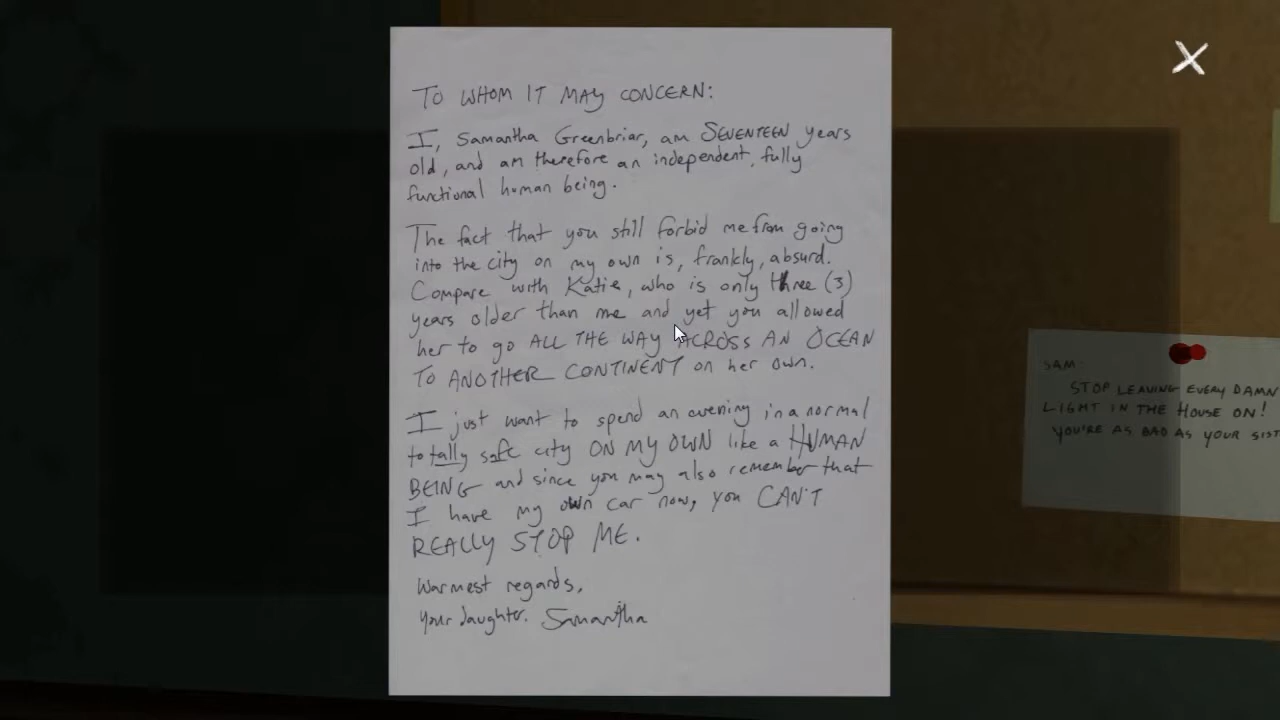 TO WHOM IT MAY CONCERN:
I, Samantha Greenbriar, am SEVENTEEN years
old, and am therefore an independent, fully
functional human being.
The fact that you still forbid me from going
into the city on my own is, frankly, absurd.
Compare with Katie, who is only three (3)
years older than me and yet you allowed
her to go ALL THE WAY ACROSS AN OCEAN
TO ANOTHER CONTINENT on her own.
I just want to spend an evening in a normal
totally safe city ON MY OWN like a HUMAN
BEING and since you may also remember that
I have my own car now, you CAN'T
REALLY STOP ME.
Warmest regards,
Your daughter. Samantha
SAM-
STOP LEAVING EVERY DAMN
LIGHT IN THE HOUSE ON!
YOU'RE AS BAD AS YOUR SIST